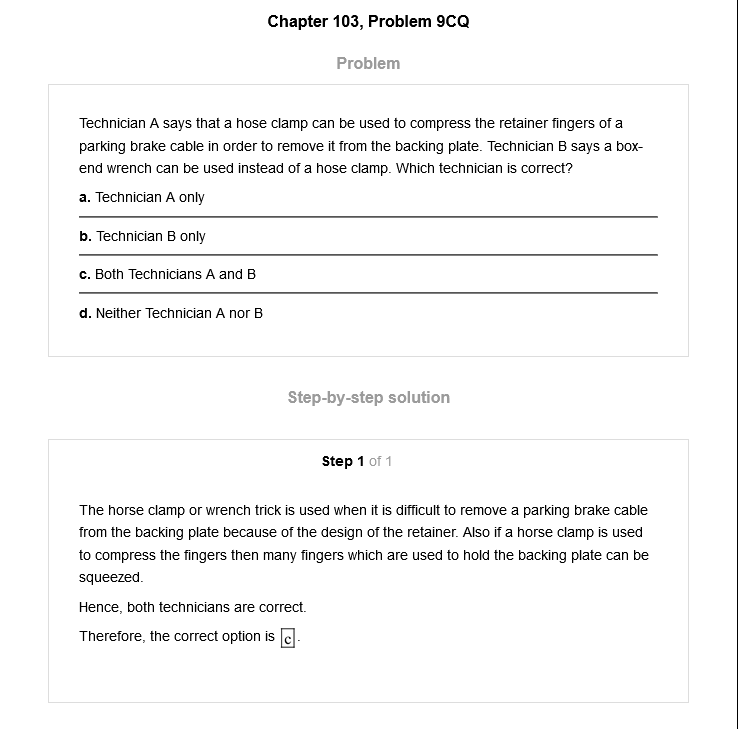 Chapter 103, Problem 9CQ
Problem
Technician A says that a hose clamp can be used to compress the retainer fingers of a
parking brake cable in order to remove it from the backing plate. Technician B says a box-
end wrench can be used instead of a hose clamp. Which technician is correct?
a. Technician A only
b. Technician B only
c. Both Technicians A and B
d. Neither Technician A nor B
Step-by-step solution
Step 1 of 1
The horse clamp or wrench trick is used when it is difficult to remove a parking brake cable
from the backing plate because of the design of the retainer. Also if a horse clamp is used
to compress the fingers then many fingers which are used to hold the backing plate can be
squeezed.
Hence, both technicians are correct.
Therefore, the correct option is c.